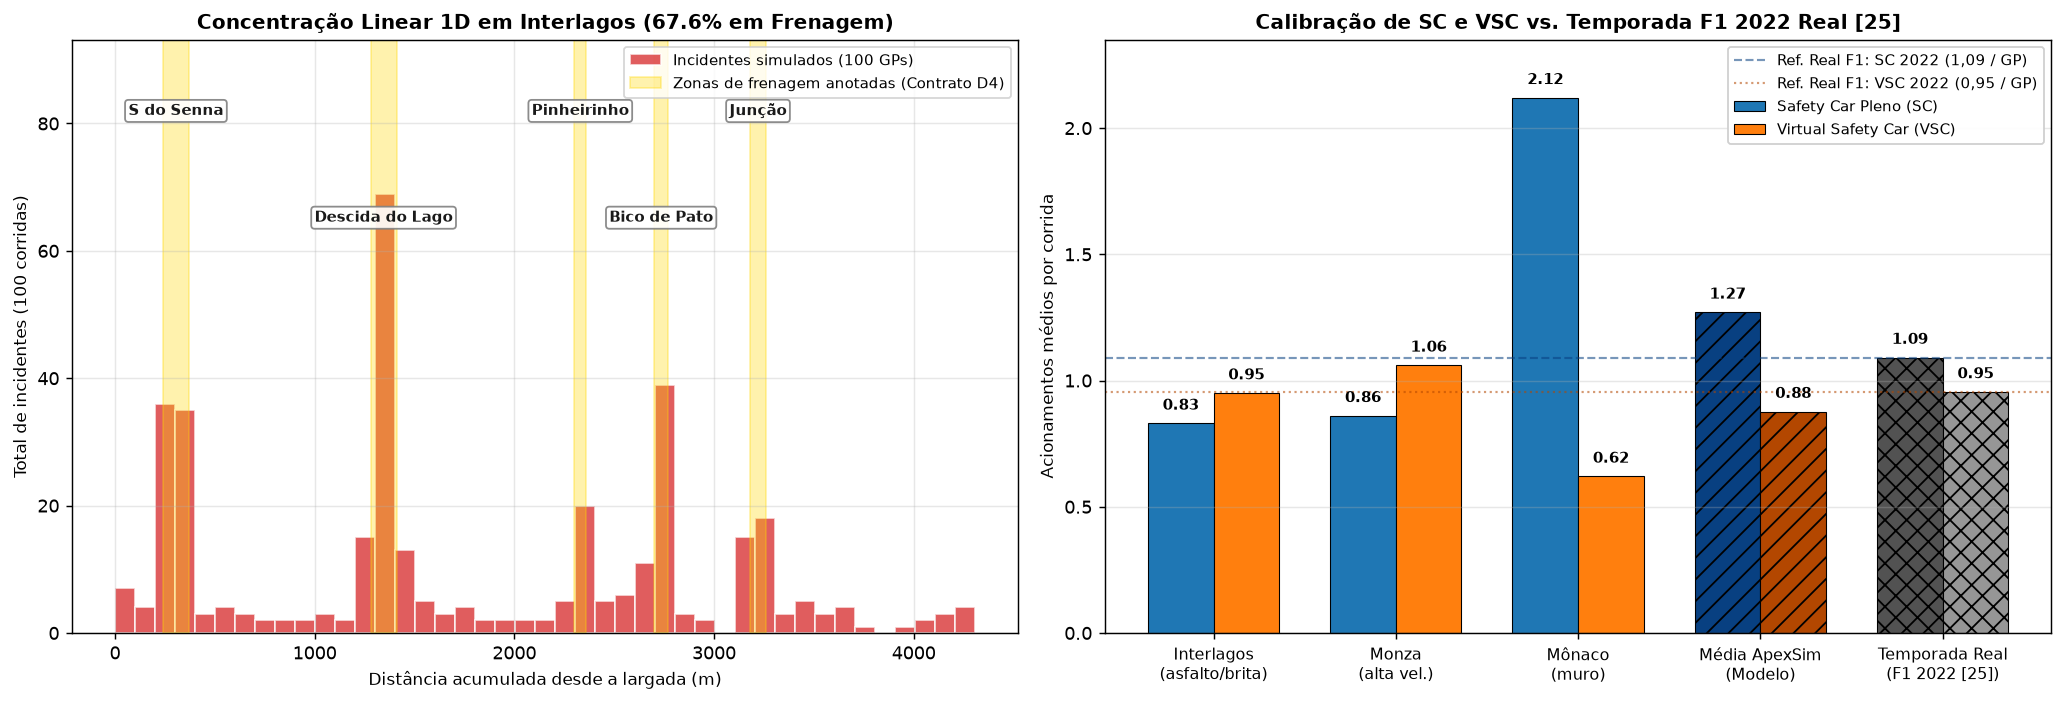 Concentração Linear 1D em Interlagos (67.6% em Frenagem)
Total de incidentes (100 corridas)
80
60
40
20
0
Incidentes simulados (100 GPs)
Zonas de frenagem anotadas (Contrato D4)
S do Senna
Pinheirinho
Junção
Descida do Lago
Bico de Pato
0
1000
2000
3000
4000
Distância acumulada desde a largada (m)
Calibração de SC e VSC vs. Temporada F1 2022 Real [25]
Acionamentos médios por corrida
2.0
1.5
1.0
0.5
0.0
Ref. Real F1: SC 2022 (1,09 / GP)
Ref. Real F1: VSC 2022 (0,95 / GP)
Safety Car Pleno (SC)
Virtual Safety Car (VSC)
0.83
0.95
0.86
1.06
2.12
0.62
1.27
0.88
1.09
0.95
Interlagos
(asfalto/brita)
Monza
(alta vel.)
Mônaco
(muro)
Média ApexSim
(Modelo)
Temporada Real
(F1 2022 [25])